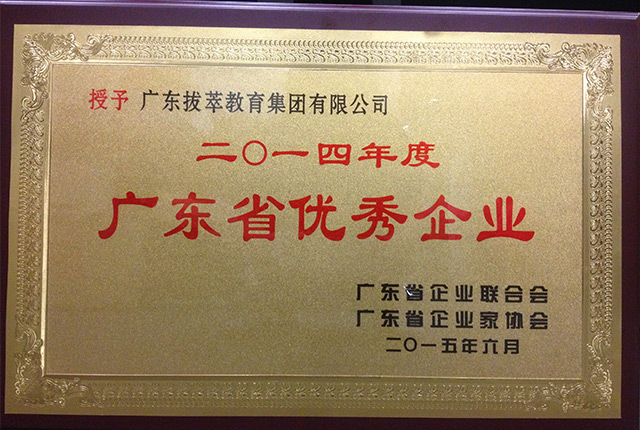 授予 广东拔萃教育集团有限公司
二〇一四年度
广东省优秀企业
广东省企业联合会
广东省企业家协会
二〇一五年六月